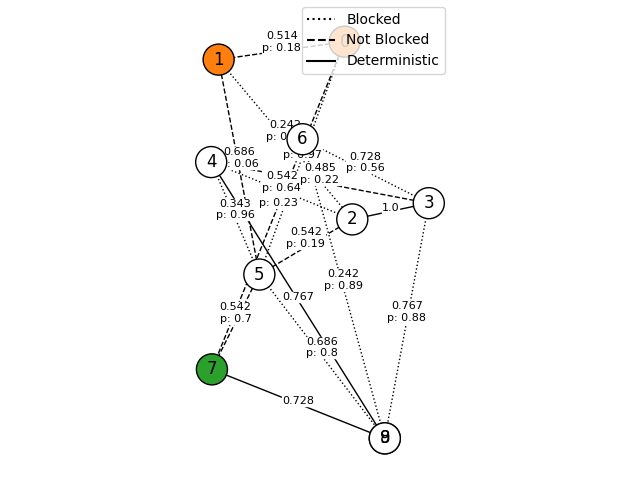 Blocked
Not Blocked
Deterministic
1
0.514
p: 0.18
0.242
6
0.728
p: 0.56
4
0.686
0.06
p: 0.97
0.485
p: 0.22
0.542
p: 0.64
0.343
p: 0.96
p: 0.23
2
1.0
3
0.542
p: 0.19
5
0.242
p: 0.89
0.767
0.542
p: 0.7
0.767
p: 0.88
0.686
p: 0.8
7
0.728